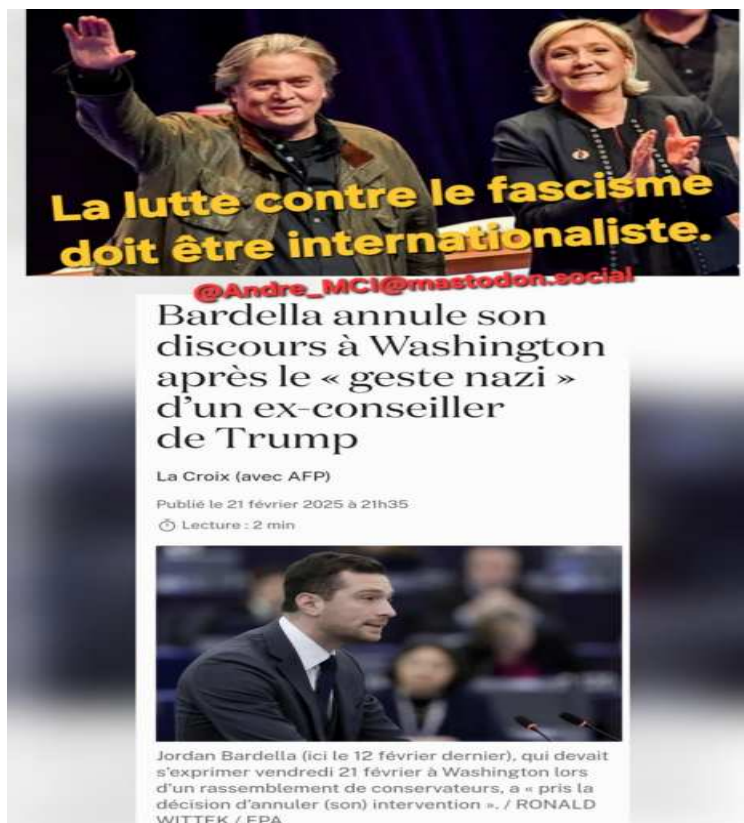 La lutte contre le fascisme
doit être internationaliste.
@Andre_MCI@mastodon.social
Bardella annule son
discours à Washington
après le « geste nazi »
d’un ex-conseiller
de Trump
La Croix (avec AFP)
Publié le 21 février 2025 à 21h35
Lecture : 2 min
Jordan Bardella (ici le 12 février dernier), qui devait
s’exprimer vendredi 21 février à Washington lors
d’un rassemblement de conservateurs, a « pris la
décision d’annuler (son) intervention ». / RONALD
WITTEK / EPA